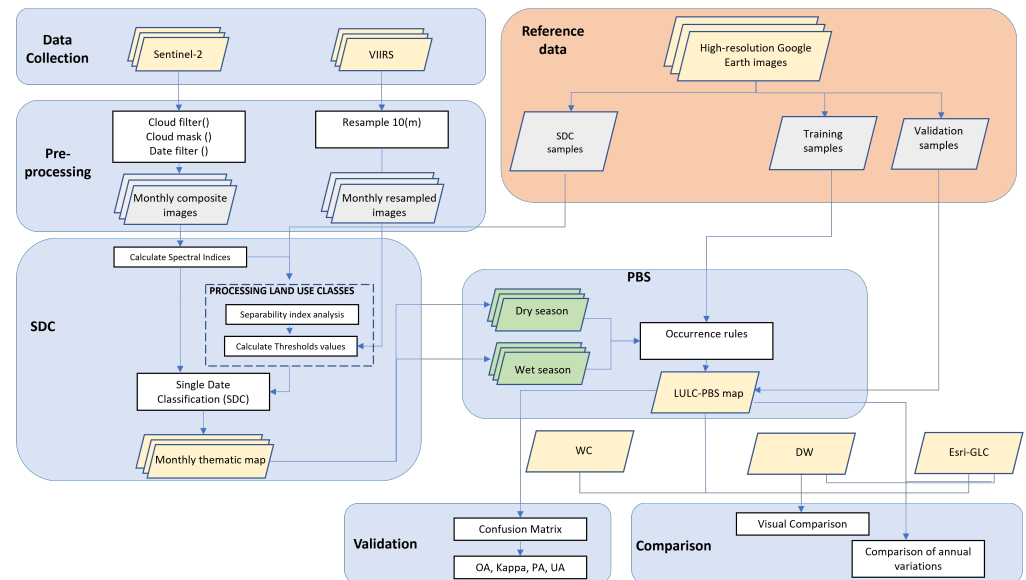 Data
Collection
Sentinel-2
VIIRS
Reference
data
High-resolution Google
Earth images
SDC
samples
Training
samples
Validation
samples
Pre-
processing
Cloud filter()
Cloud mask ()
Date filter ()
Resample 10(m)
Monthly composite
images
Monthly resampled
images
SDC
Calculate Spectral Indices
PROCESSING LAND USE CLASSES
Separability index analysis
Calculate Thresholds values
Single Date
Classification (SDC)
Monthly thematic map
PBS
Dry season
Wet season
Occurrence rules
LULC-PBS map
WC
DW
Esri-GLC
Validation
Confusion Matrix
OA, Kappa, PA, UA
Comparison
Visual Comparison
Comparison of annual
variations